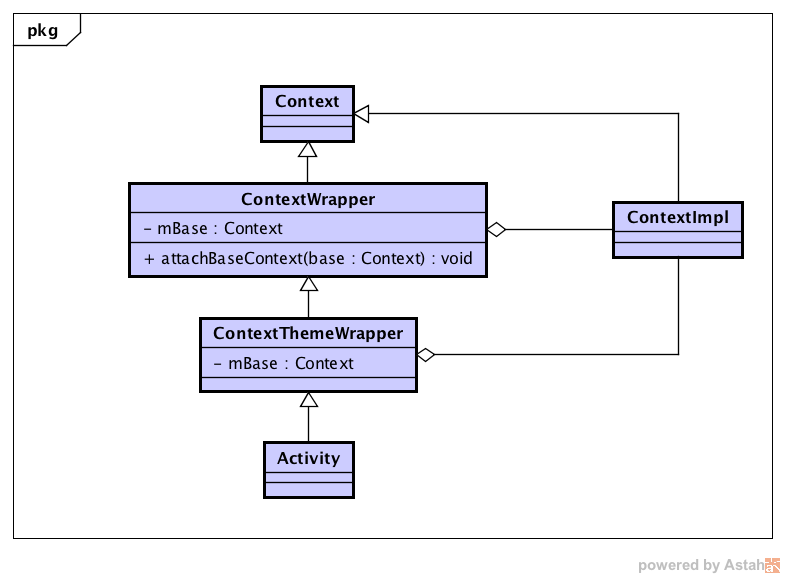 pkg
Context
ContextWrapper
- mBase : Context
+ attachBaseContext(base : Context) : void
ContextImpl
ContextThemeWrapper
- mBase : Context
Activity
powered by Astah